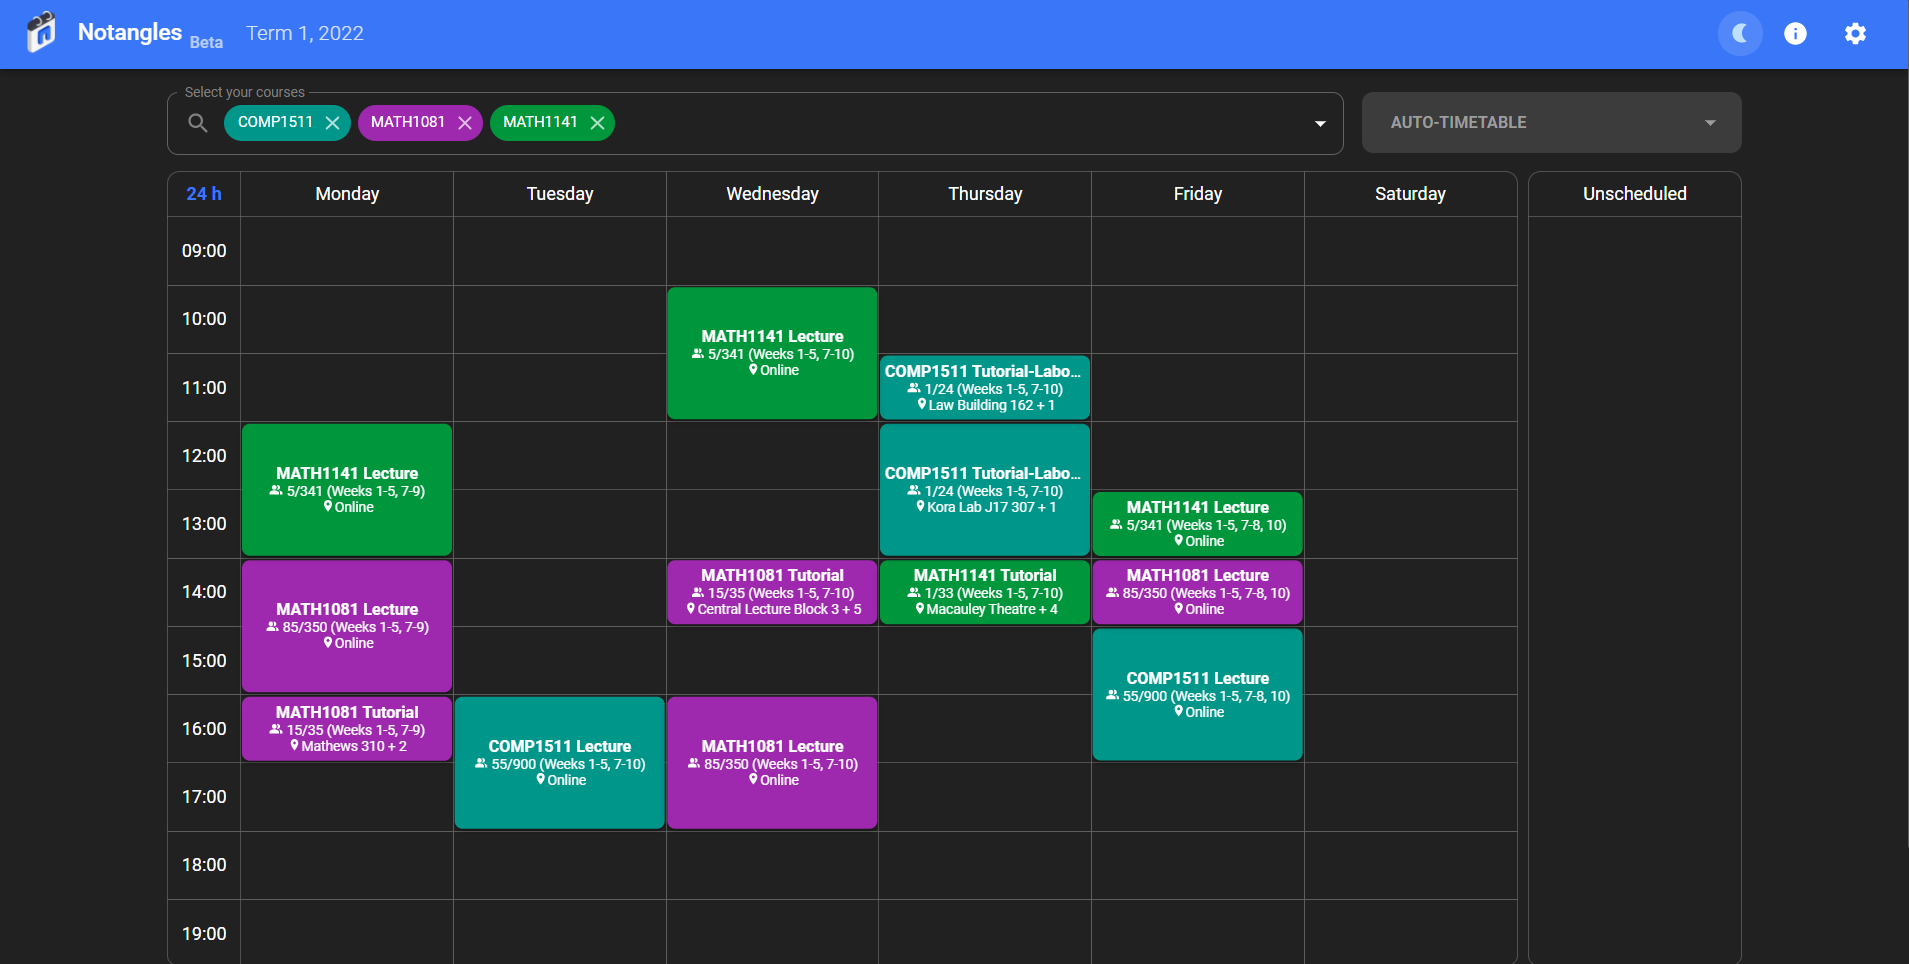 Notangles Beta Term 1, 2022
Select your courses
COMP1511 MATH1081 MATH1141
AUTO-TIMETABLE
24 h Monday Tuesday Wednesday Thursday Friday Saturday Unscheduled
09:00
10:00
MATH1141 Lecture
5/341 (Weeks 1-5, 7-10)
Online
11:00
COMP1511 Tutorial-Labo...
1/24 (Weeks 1-5, 7-10)
Law Building 162 + 1
12:00
MATH1141 Lecture
5/341 (Weeks 1-5, 7-9)
Online
COMP1511 Tutorial-Labo...
1/24 (Weeks 1-5, 7-10)
Kora Lab J17 307 + 1
13:00
MATH1141 Lecture
5/341 (Weeks 1-5, 7-8, 10)
Online
14:00
MATH1081 Lecture
85/350 (Weeks 1-5, 7-9)
Online
MATH1081 Tutorial
15/35 (Weeks 1-5, 7-10)
Central Lecture Block 3 + 5
MATH1141 Tutorial
1/33 (Weeks 1-5, 7-10)
Macauley Theatre + 4
MATH1081 Lecture
85/350 (Weeks 1-5, 7-8, 10)
Online
15:00
COMP1511 Lecture
55/900 (Weeks 1-5, 7-8, 10)
Online
16:00
MATH1081 Tutorial
15/35 (Weeks 1-5, 7-9)
Mathews 310 + 2
COMP1511 Lecture
55/900 (Weeks 1-5, 7-10)
Online
MATH1081 Lecture
85/350 (Weeks 1-5, 7-10)
Online
17:00
18:00
19:00